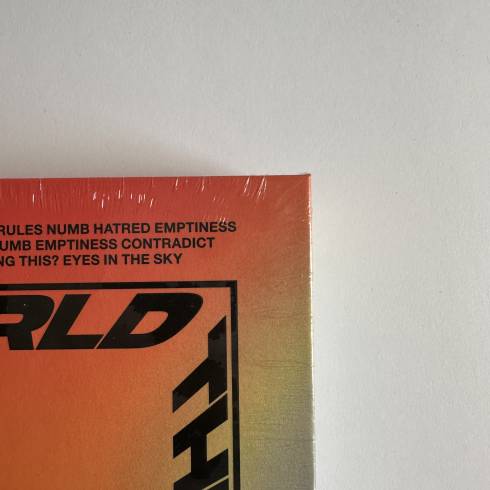 RULES NUMB HATRED EMPTINESS
UMB EMPTINESS CONTRADICT
NG THIS? EYES IN THE SKY
RLD
TH